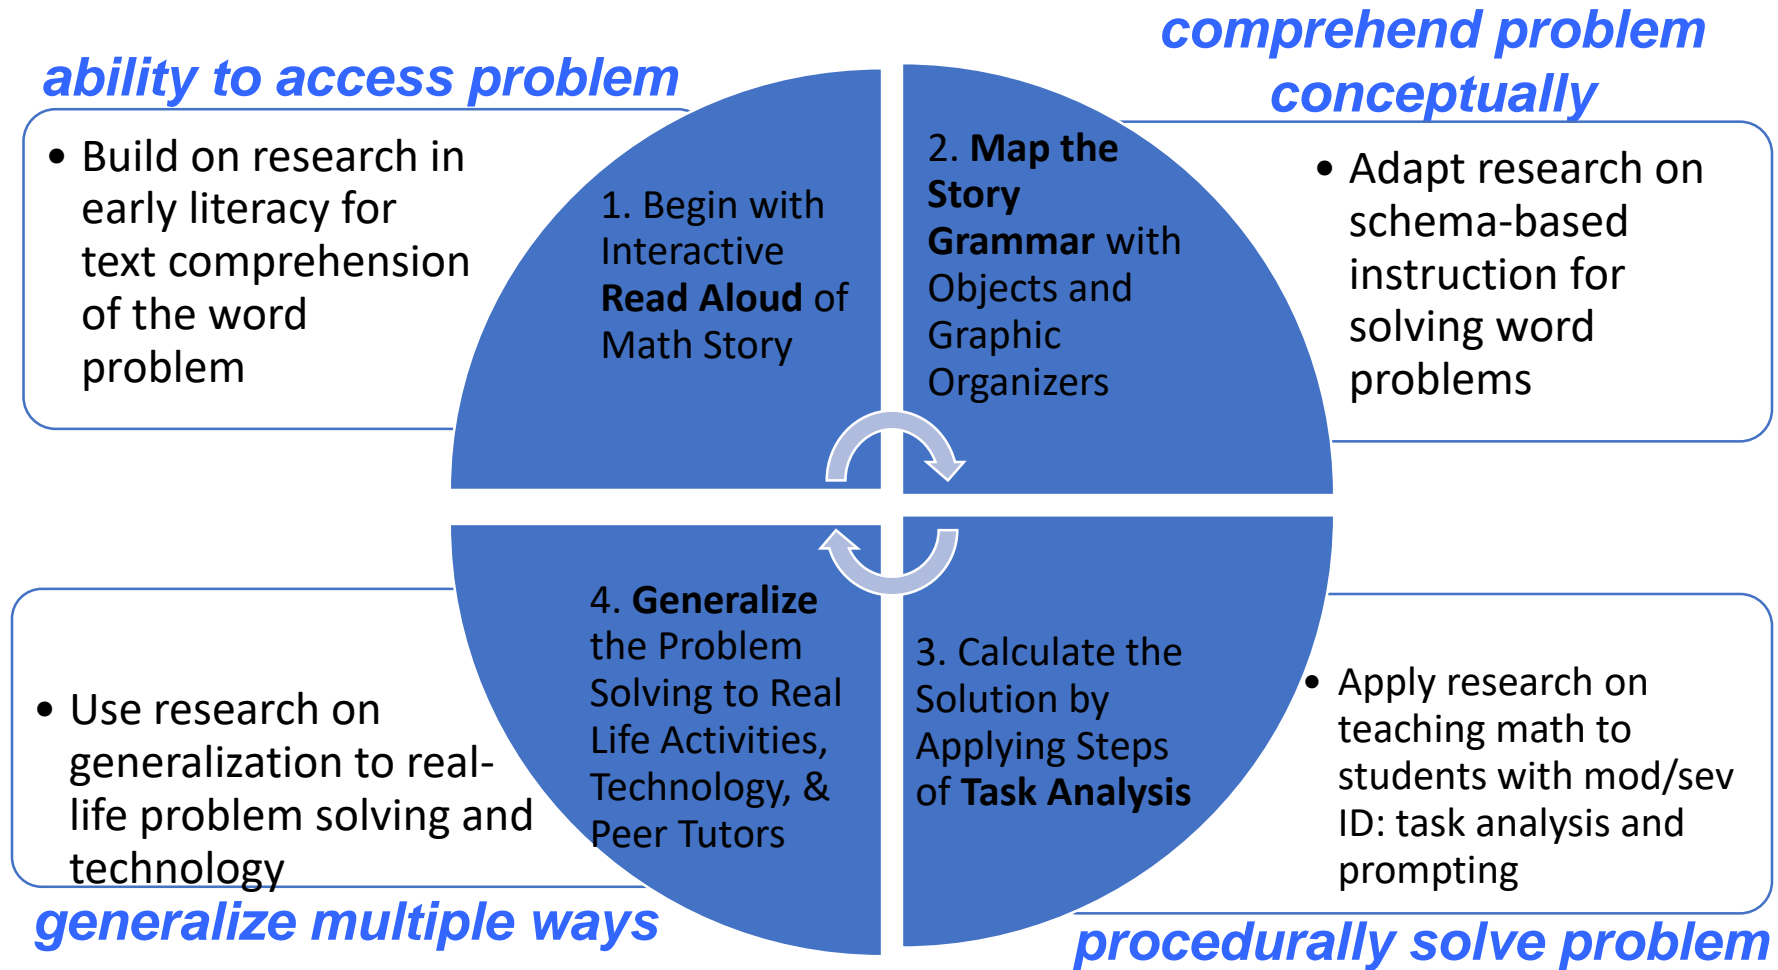 ability to access problem
• Build on research in
early literacy for
text comprehension
of the word
problem
1. Begin with
Interactive
Read Aloud of
Math Story
comprehend problem
conceptually
2. Map the
Story
Grammar with
Objects and
Graphic
Organizers
• Adapt research on
schema-based
instruction for
solving word
problems
3. Calculate the
Solution by
Applying Steps
of Task Analysis
• Apply research on
teaching math to
students with mod/sev
ID: task analysis and
prompting
procedurally solve problem
4. Generalize
the Problem
Solving to Real
Life Activities,
Technology, &
Peer Tutors
• Use research on
generalization to real-
life problem solving and
technology
generalize multiple ways